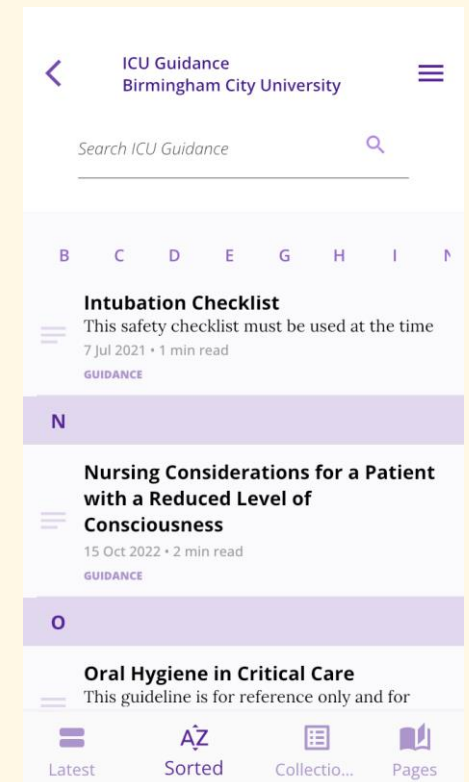 ICU Guidance
Birmingham City University
Search ICU Guidance
B C D E G H I
Intubation Checklist
This safety checklist must be used at the time
7 Jul 2021 • 1 min read
GUIDANCE
N
Nursing Considerations for a Patient
with a Reduced Level of
Consciousness
15 Oct 2022 • 2 min read
GUIDANCE
O
Oral Hygiene in Critical Care
This guideline is for reference only and for
Latest Sorted Collectio... Pages